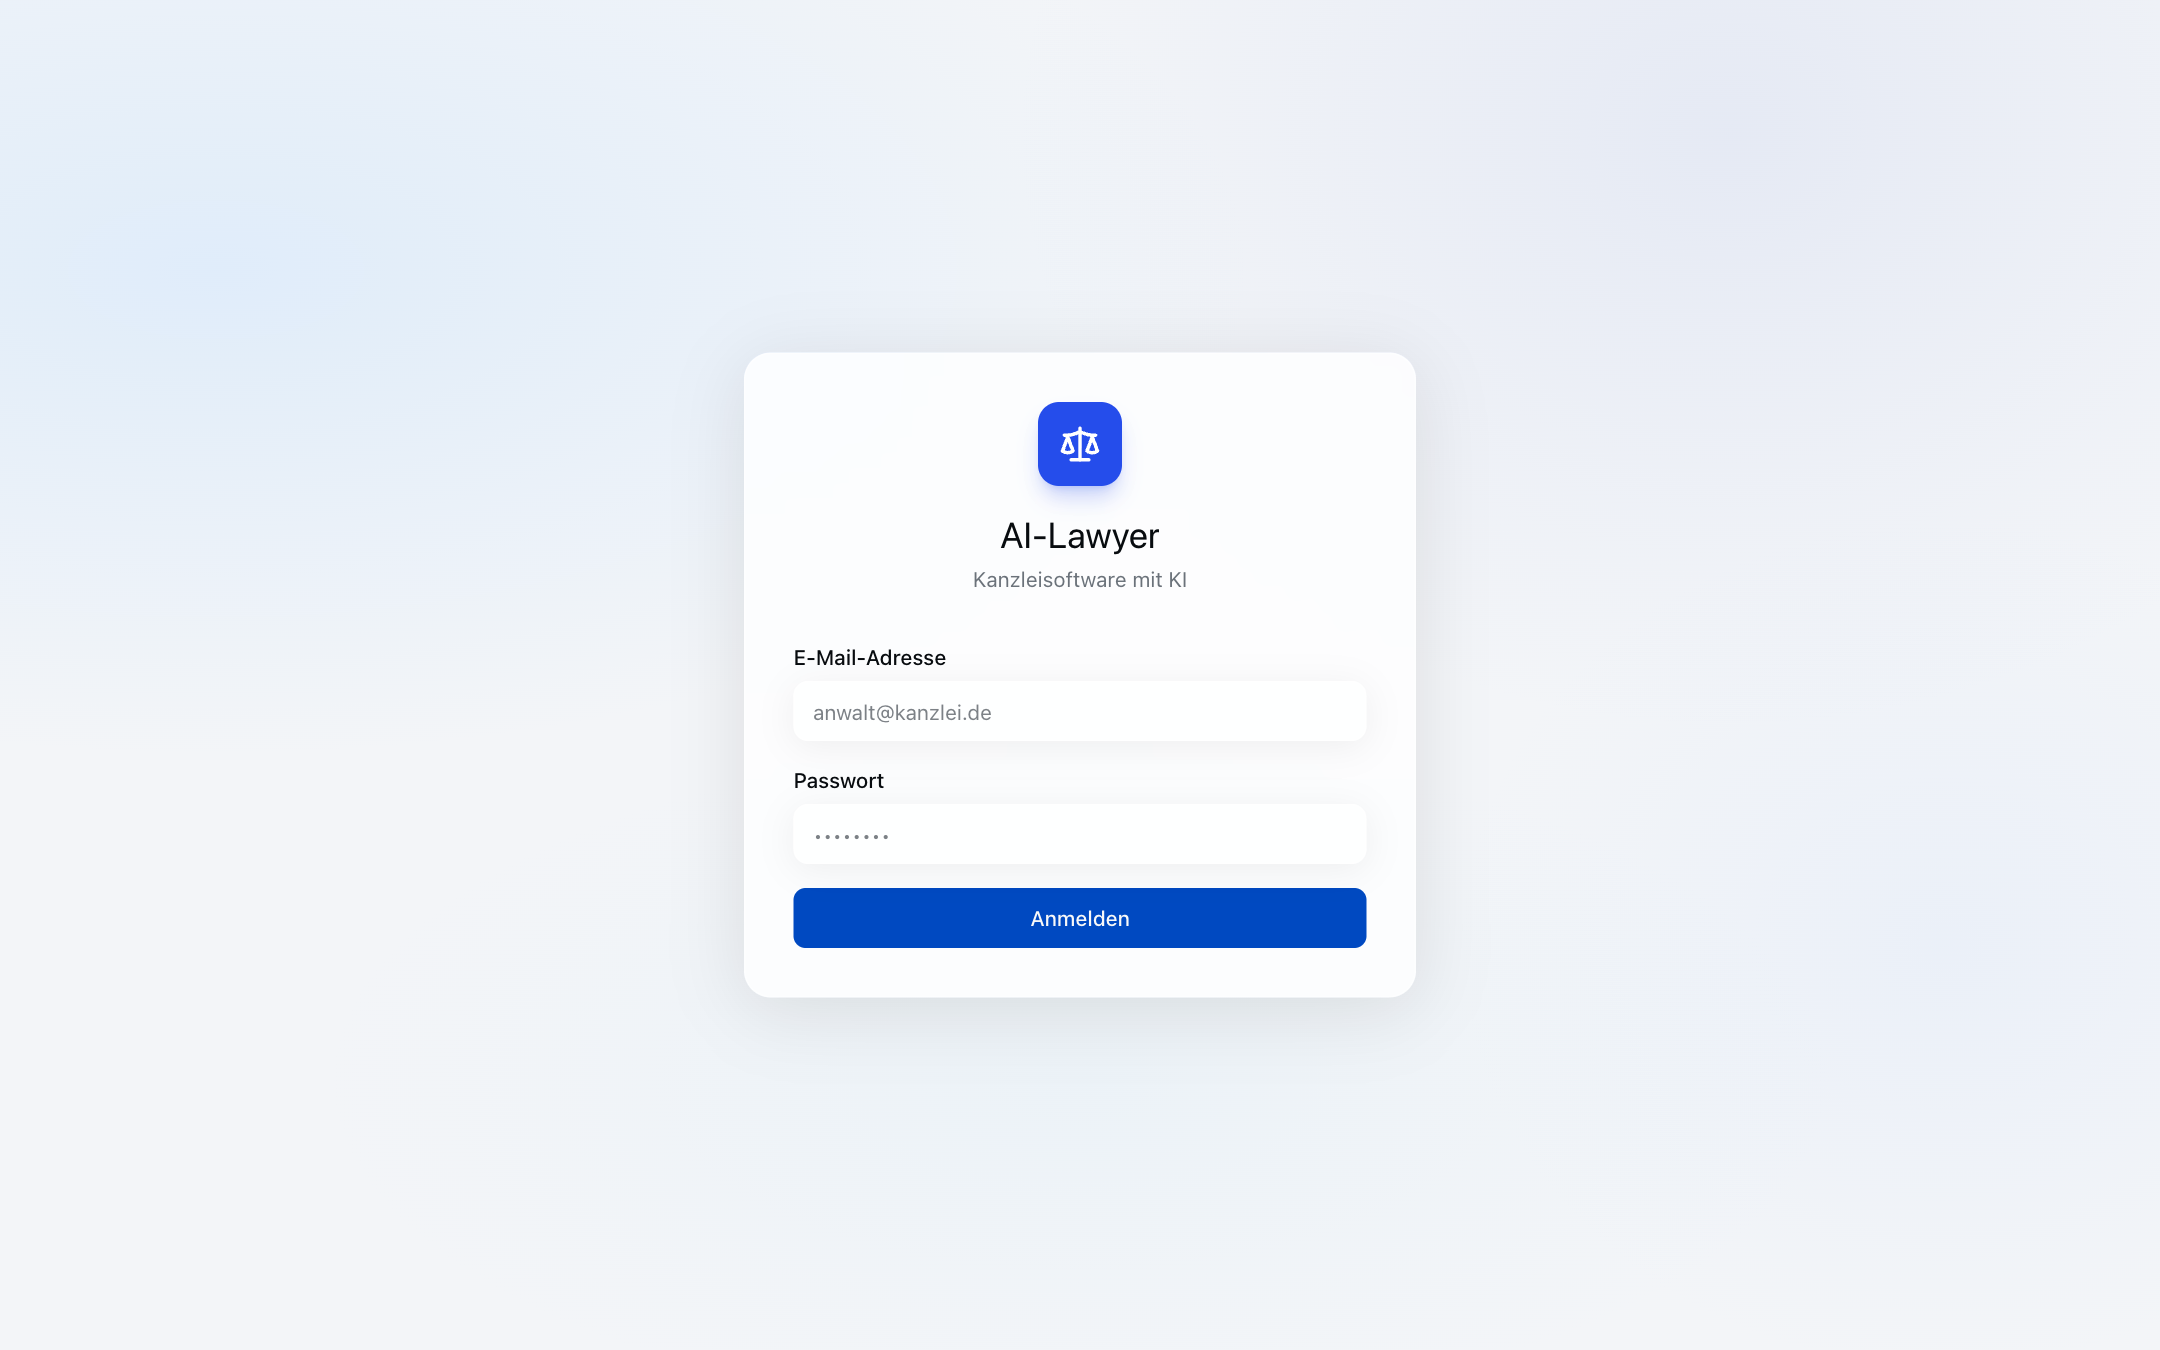 AI-Lawyer
Kanzleisoftware mit KI
E-Mail-Adresse
anwalt@kanzlei.de
Passwort
••••••••
Anmelden